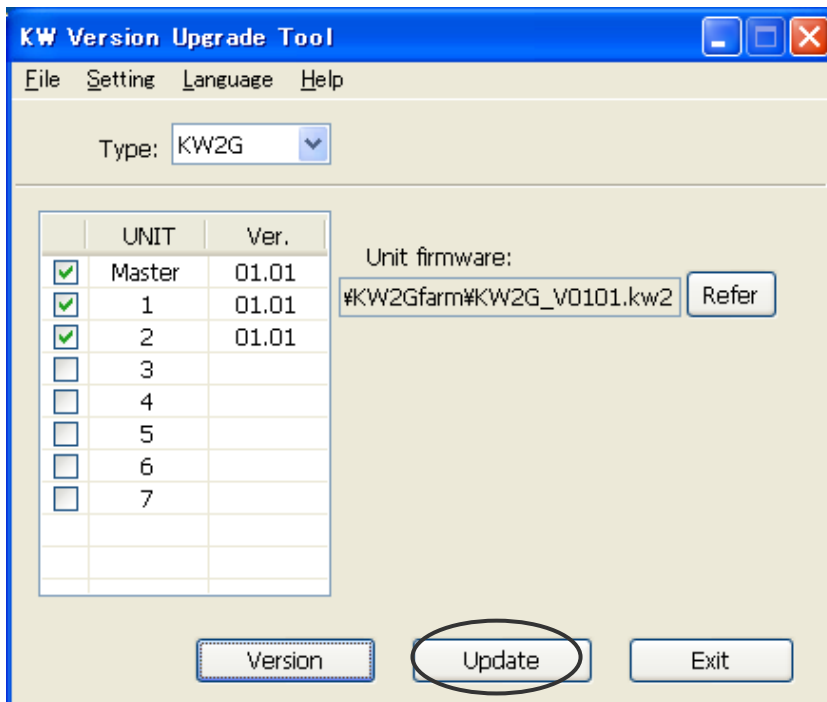 KW Version Upgrade Tool
File Setting Language Help
Type: KW2G
UNIT Ver.
Unit firmware:
Master 01.01
¥KW2Gfarm¥KW2G_V0101.kw2 Refer
1 01.01
2 01.01
3
4
5
6
7
Version Update Exit